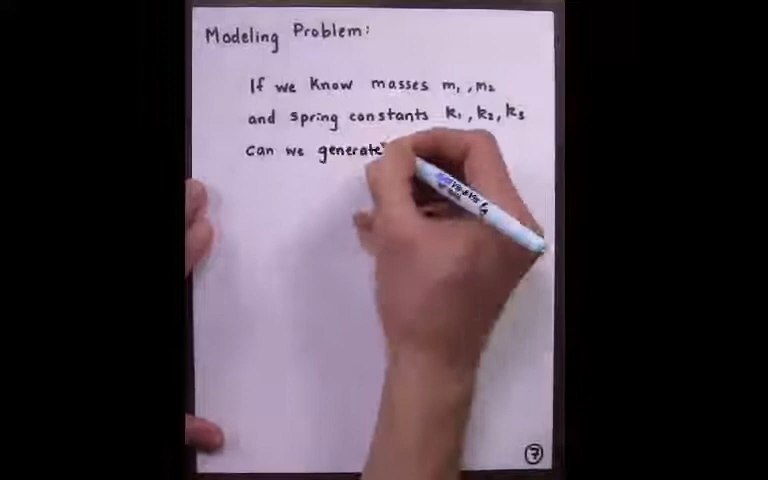 Modeling Problem:
If we know masses m₁, m₂
and spring constants k₁, k₂, k₃
can we generate
7